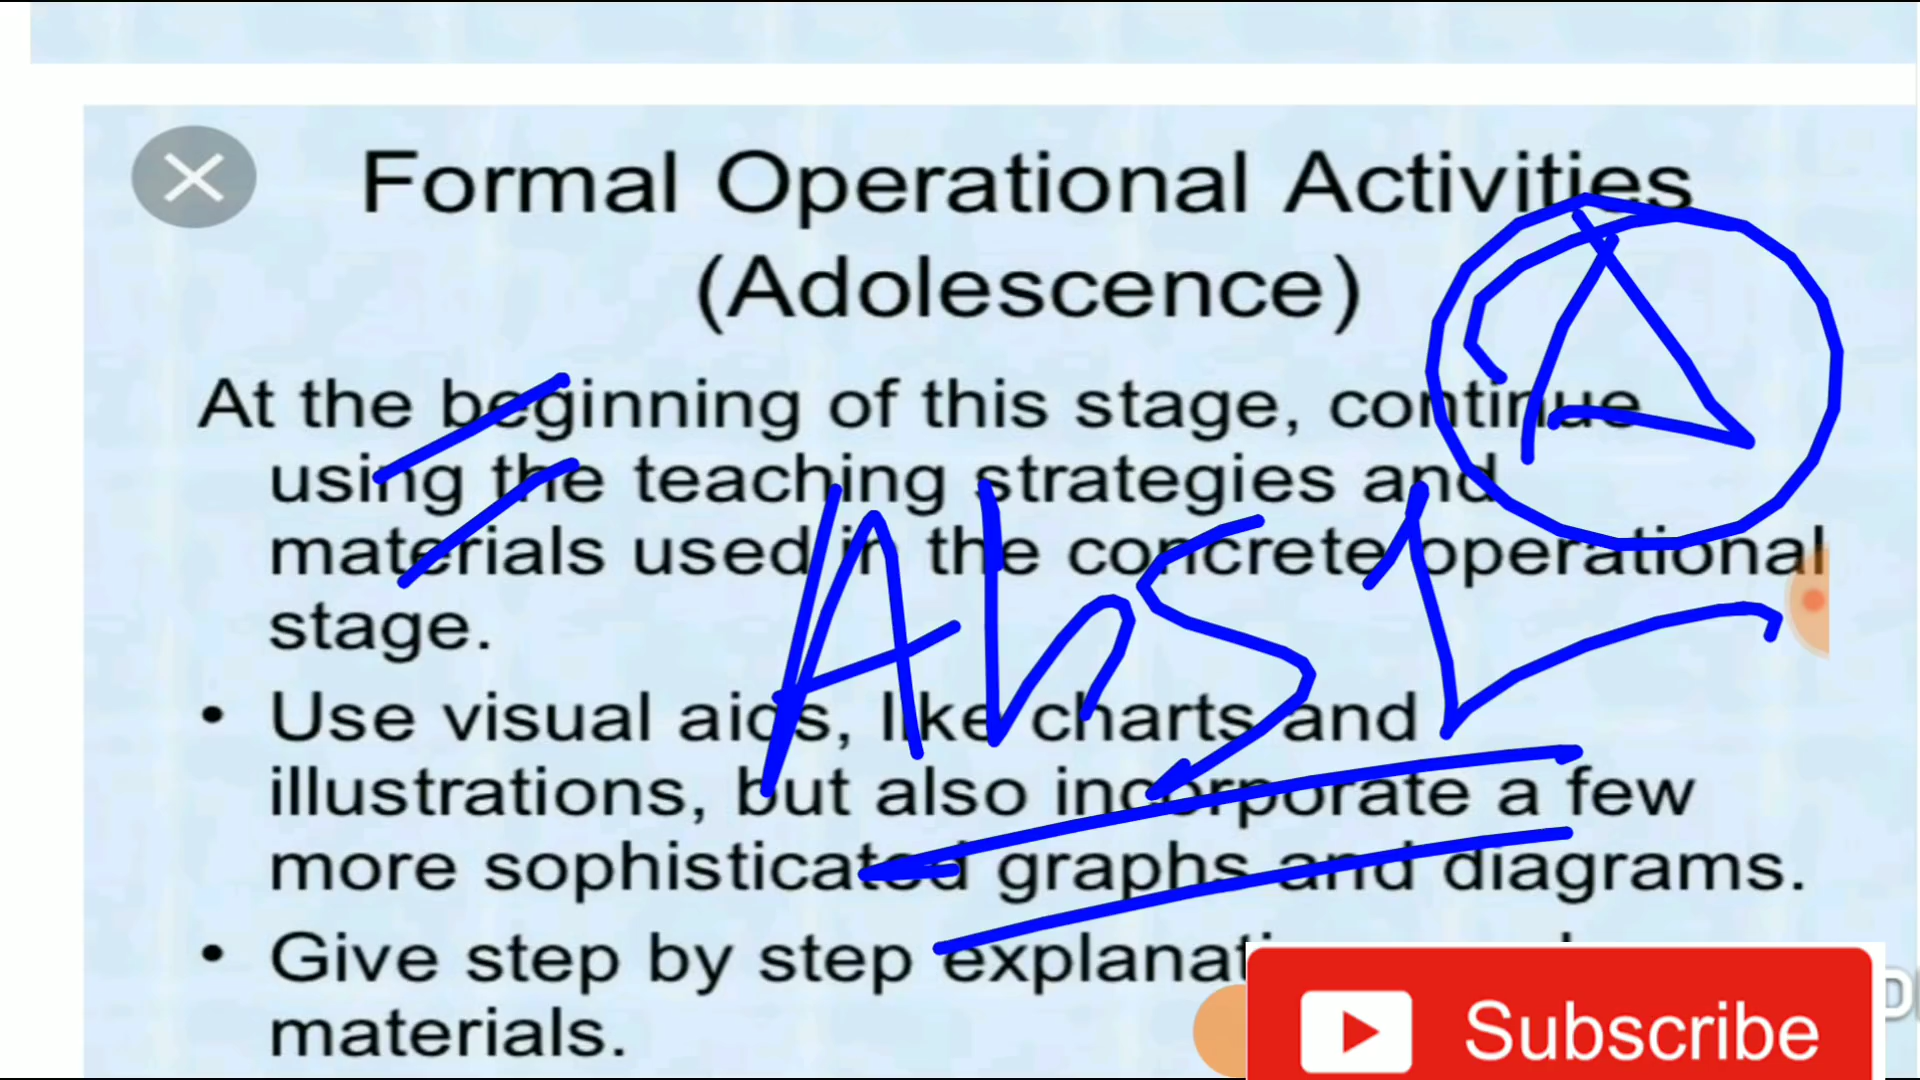 Formal Operational Activities
(Adolescence)
At the beginning of this stage, continue
using the teaching strategies and
materials used in the concrete operational
stage.
• Use visual aids, like charts and
illustrations, but also incorporate a few
more sophisticated graphs and diagrams.
• Give step by step
materials.
Subscribe
A